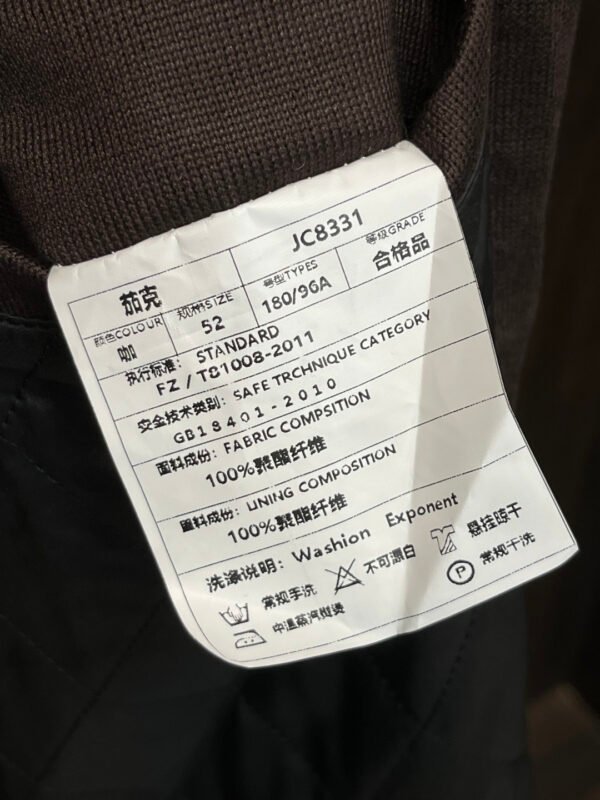 茄克 JC8331
颜色COLOUR 规格SIZE 号型TYPES 等级GRADE
咖 52 180/96A 合格品
执行标准: STANDARD
FZ / T81008-2011
安全技术类别: SAFE TRCHNIQUE CATEGORY
GB18401-2010
面料成份: FABRIC COMPSITION
100%聚酯纤维
面料成份: LINING COMPOSITION
100%聚酯纤维
洗涤说明: Washion Exponent
常规手洗 不可漂白 悬挂晾干
中温蒸汽熨烫 P 常规干洗